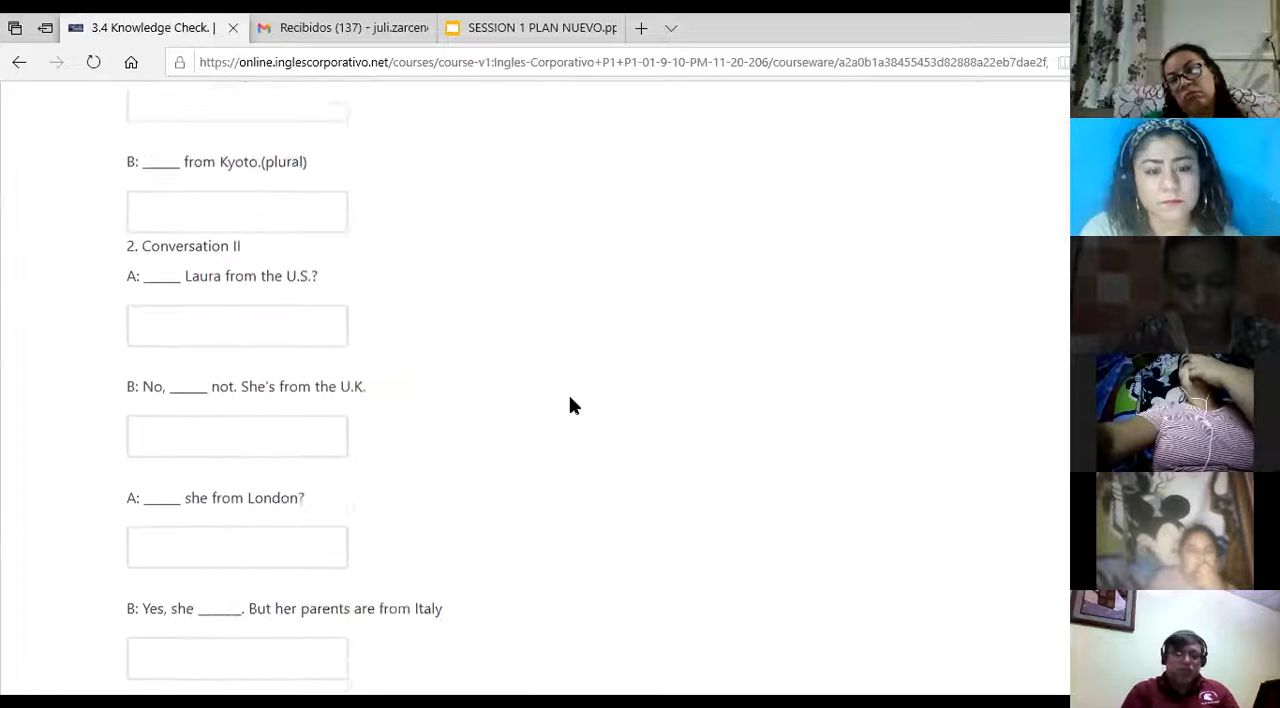 3.4 Knowledge Check. |
Recibidos (137) - juli.zarcen
SESSION 1 PLAN NUEVO.pp
https://online.inglescorporativo.net/courses/course-v1:Ingles-Corporativo+P1+P1-01-9-10-PM-11-20-206/courseware/a2a0b1a38455453d82888a22eb7dae2f,
B: _____ from Kyoto.(plural)
2. Conversation II
A: _____ Laura from the U.S.?
B: No, _____ not. She's from the U.K.
A: _____ she from London?
B: Yes, she ______. But her parents are from Italy